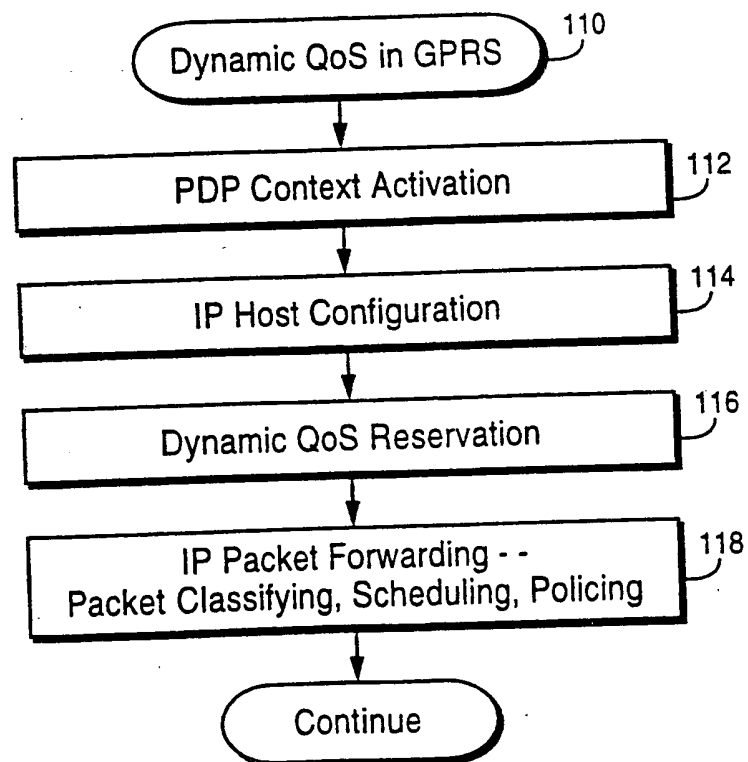 Dynamic QoS in GPRS
110
PDP Context Activation
112
IP Host Configuration
114
Dynamic QoS Reservation
116
IP Packet Forwarding - -
Packet Classifying, Scheduling, Policing
118
Continue